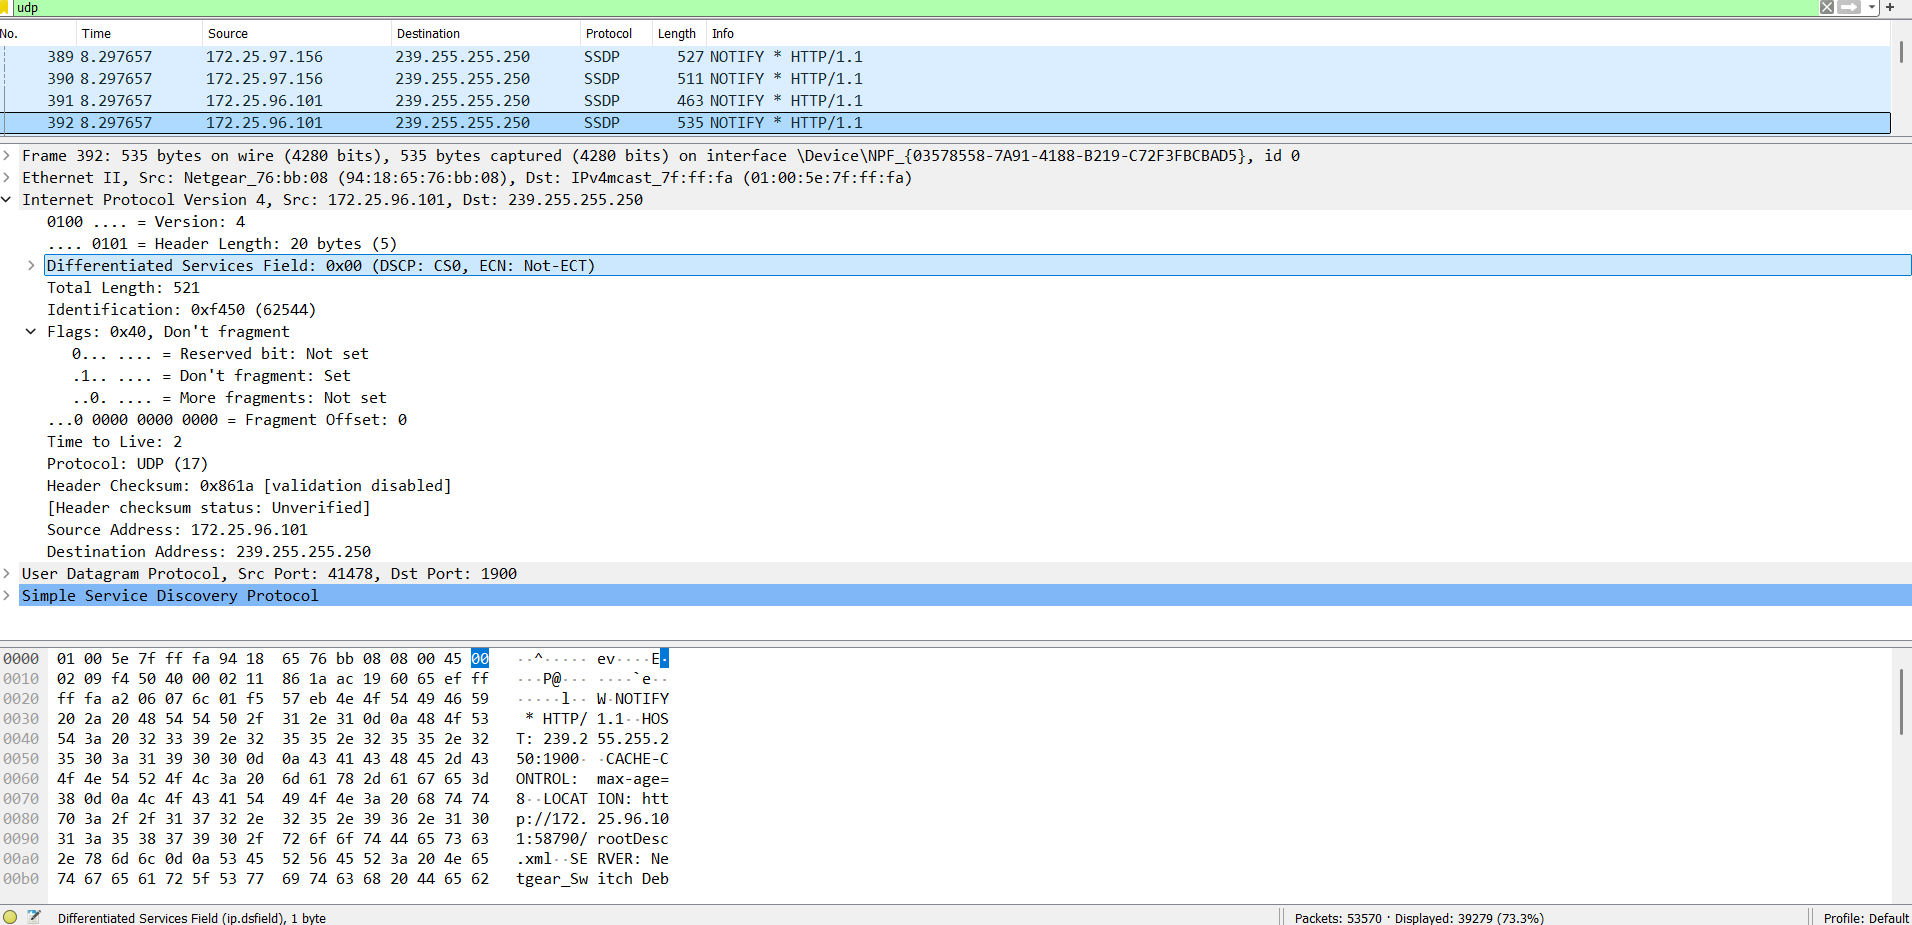 udp
No. Time Source Destination Protocol Length Info
389 8.297657 172.25.97.156 239.255.255.250 SSDP 527 NOTIFY * HTTP/1.1
390 8.297657 172.25.97.156 239.255.255.250 SSDP 511 NOTIFY * HTTP/1.1
391 8.297657 172.25.96.101 239.255.255.250 SSDP 463 NOTIFY * HTTP/1.1
392 8.297657 172.25.96.101 239.255.255.250 SSDP 535 NOTIFY * HTTP/1.1
Frame 392: 535 bytes on wire (4280 bits), 535 bytes captured (4280 bits) on interface \Device\NPF_{03578558-7A91-4188-B219-C72F3FBCBAD5}, id 0
Ethernet II, Src: Netgear_76:bb:08 (94:18:65:76:bb:08), Dst: IPv4mcast_7f:ff:fa (01:00:5e:7f:ff:fa)
Internet Protocol Version 4, Src: 172.25.96.101, Dst: 239.255.255.250
0100 .... = Version: 4
.... 0101 = Header Length: 20 bytes (5)
Differentiated Services Field: 0x00 (DSCP: CS0, ECN: Not-ECT)
Total Length: 521
Identification: 0xf450 (62544)
Flags: 0x40, Don't fragment
0... .... = Reserved bit: Not set
.1.. .... = Don't fragment: Set
..0. .... = More fragments: Not set
...0 0000 0000 0000 = Fragment Offset: 0
Time to Live: 2
Protocol: UDP (17)
Header Checksum: 0x861a [validation disabled]
[Header checksum status: Unverified]
Source Address: 172.25.96.101
Destination Address: 239.255.255.250
User Datagram Protocol, Src Port: 41478, Dst Port: 1900
Simple Service Discovery Protocol
0000 01 00 5e 7f ff fa 94 18 65 76 bb 08 08 00 45 00 ··^····· ev····E·
0010 02 09 f4 50 40 00 02 11 86 1a ac 19 60 65 ef ff ···P@··· ····`e··
0020 ff fa a2 06 07 6c 01 f5 57 eb 4e 4f 54 49 46 59 ·····l·· W·NOTIFY
0030 20 2a 20 48 54 54 50 2f 31 2e 31 0d 0a 48 4f 53 * HTTP/ 1.1··HOS
0040 54 3a 20 32 33 39 2e 32 35 35 2e 32 35 35 2e 32 T: 239.2 55.255.2
0050 35 30 3a 31 39 30 30 0d 0a 43 41 43 48 45 2d 43 50:1900· ·CACHE-C
0060 4f 4e 54 52 4f 4c 3a 20 6d 61 78 2d 61 67 65 3d ONTROL: max-age=
0070 38 0d 0a 4c 4f 43 41 54 49 4f 4e 3a 20 68 74 74 8··LOCAT ION: htt
0080 70 3a 2f 2f 31 37 32 2e 32 35 2e 39 36 2e 31 30 p://172. 25.96.10
0090 31 3a 35 38 37 39 30 2f 72 6f 6f 74 44 65 73 63 1:58790/ rootDesc
00a0 2e 78 6d 6c 0d 0a 53 45 52 56 45 52 3a 20 4e 65 .xml··SE RVER: Ne
00b0 74 67 65 61 72 5f 53 77 69 74 63 68 20 44 65 62 tgear_Sw itch Deb
Differentiated Services Field (ip.dsfield), 1 byte Packets: 53570 · Displayed: 39279 (73.3%) Profile: Default